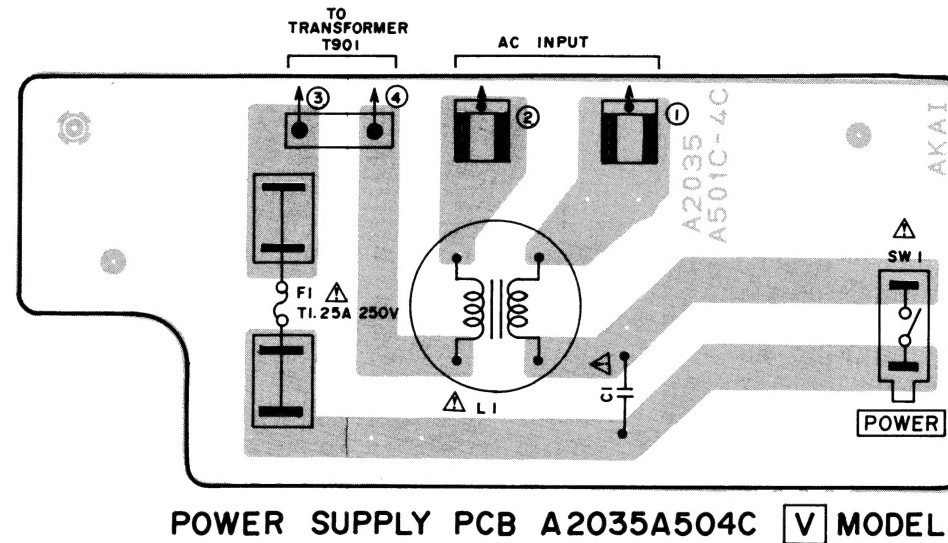 TO
TRANSFORMER
T901
AC INPUT
③ ④ ② ①
A2035
A501C-4C
AKAI
F1 ⚠
T1.25A 250V
⚠ L1
⚠
C1
⚠
SW1
POWER
POWER SUPPLY PCB A2035A504C V MODEL